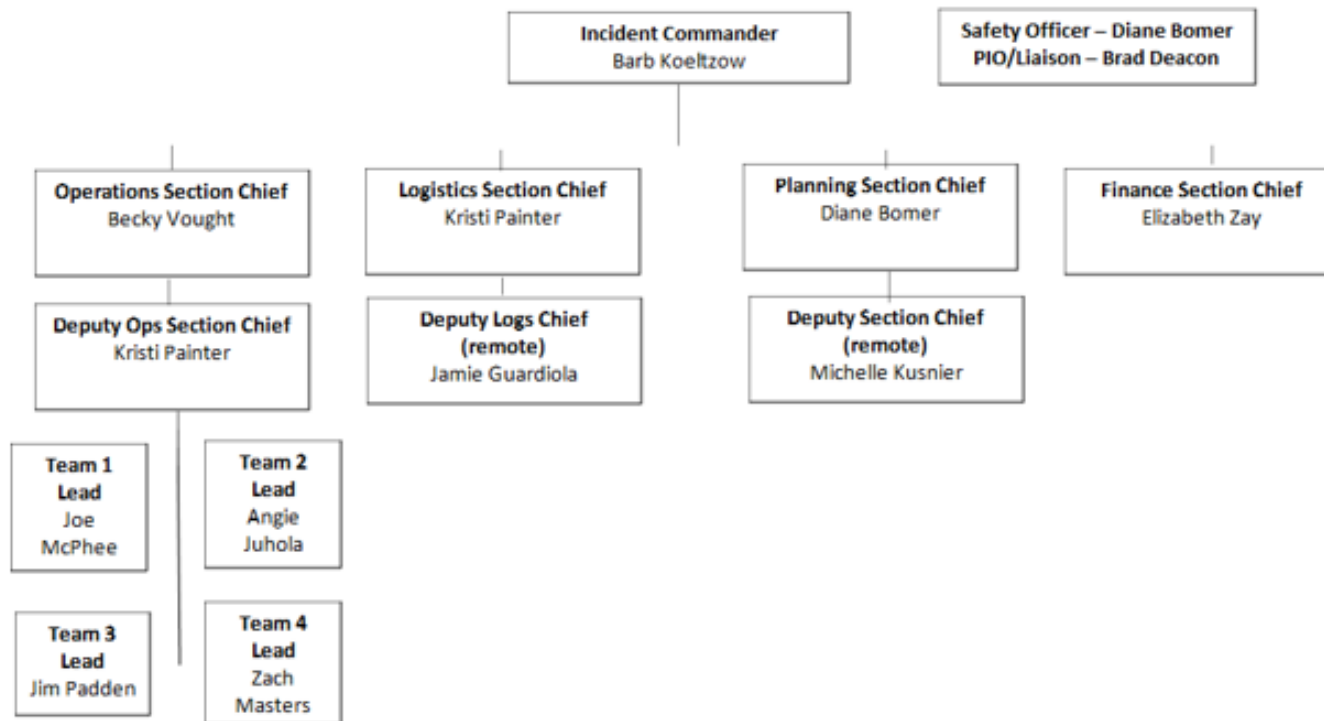 Incident Commander
Barb Koeltzow
Safety Officer – Diane Bomer
PIO/Liaison – Brad Deacon
Operations Section Chief
Becky Vought
Logistics Section Chief
Kristi Painter
Planning Section Chief
Diane Bomer
Finance Section Chief
Elizabeth Zay
Deputy Ops Section Chief
Kristi Painter
Deputy Logs Chief
(remote)
Jamie Guardiola
Deputy Section Chief
(remote)
Michelle Kusnier
Team 1
Lead
Joe
McPhee
Team 2
Lead
Angie
Juhola
Team 3
Lead
Jim Padden
Team 4
Lead
Zach
Masters